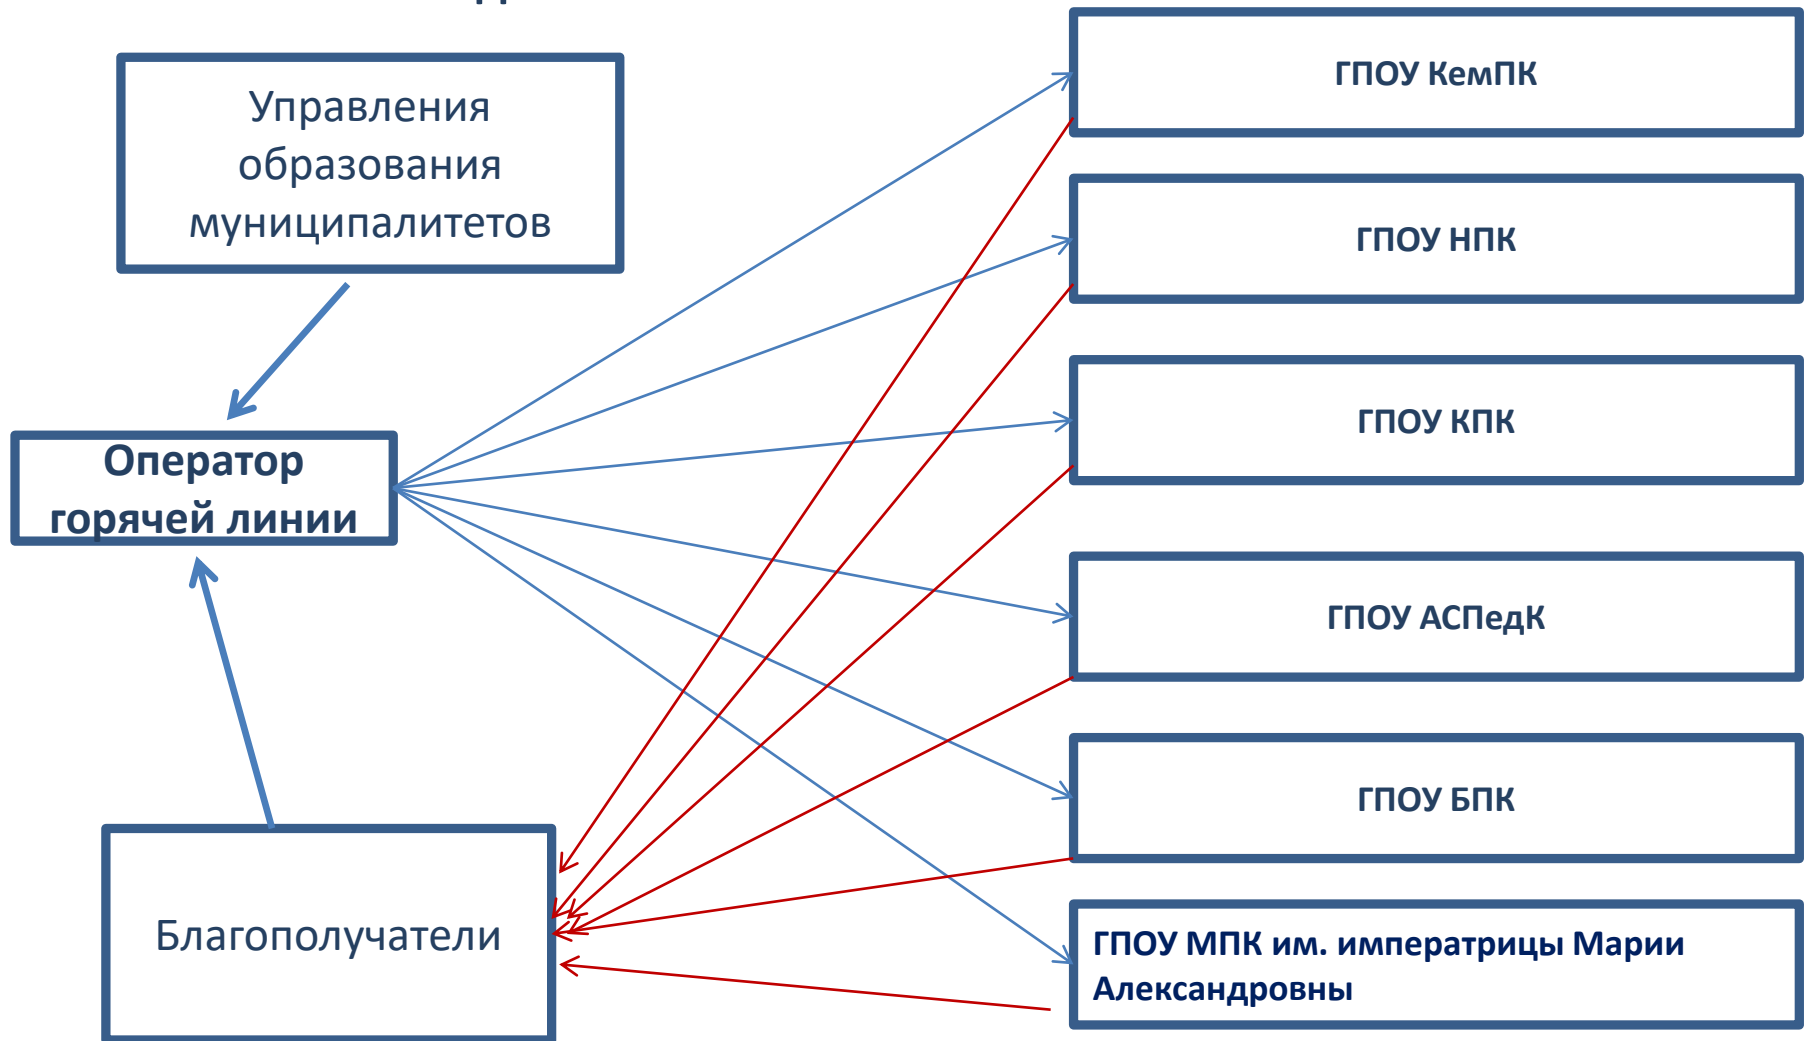 Управления
образования
муниципалитетов
Оператор
горячей линии
Благополучатели
ГПОУ КемПК
ГПОУ НПК
ГПОУ КПК
ГПОУ АСПедК
ГПОУ БПК
ГПОУ МПК им. императрицы Марии
Александровны